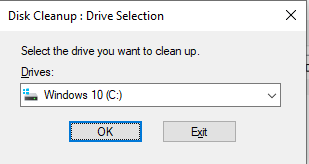 Disk Cleanup : Drive Selection
Select the drive you want to clean up.
Drives:
Windows 10 (C:)
OK Exit